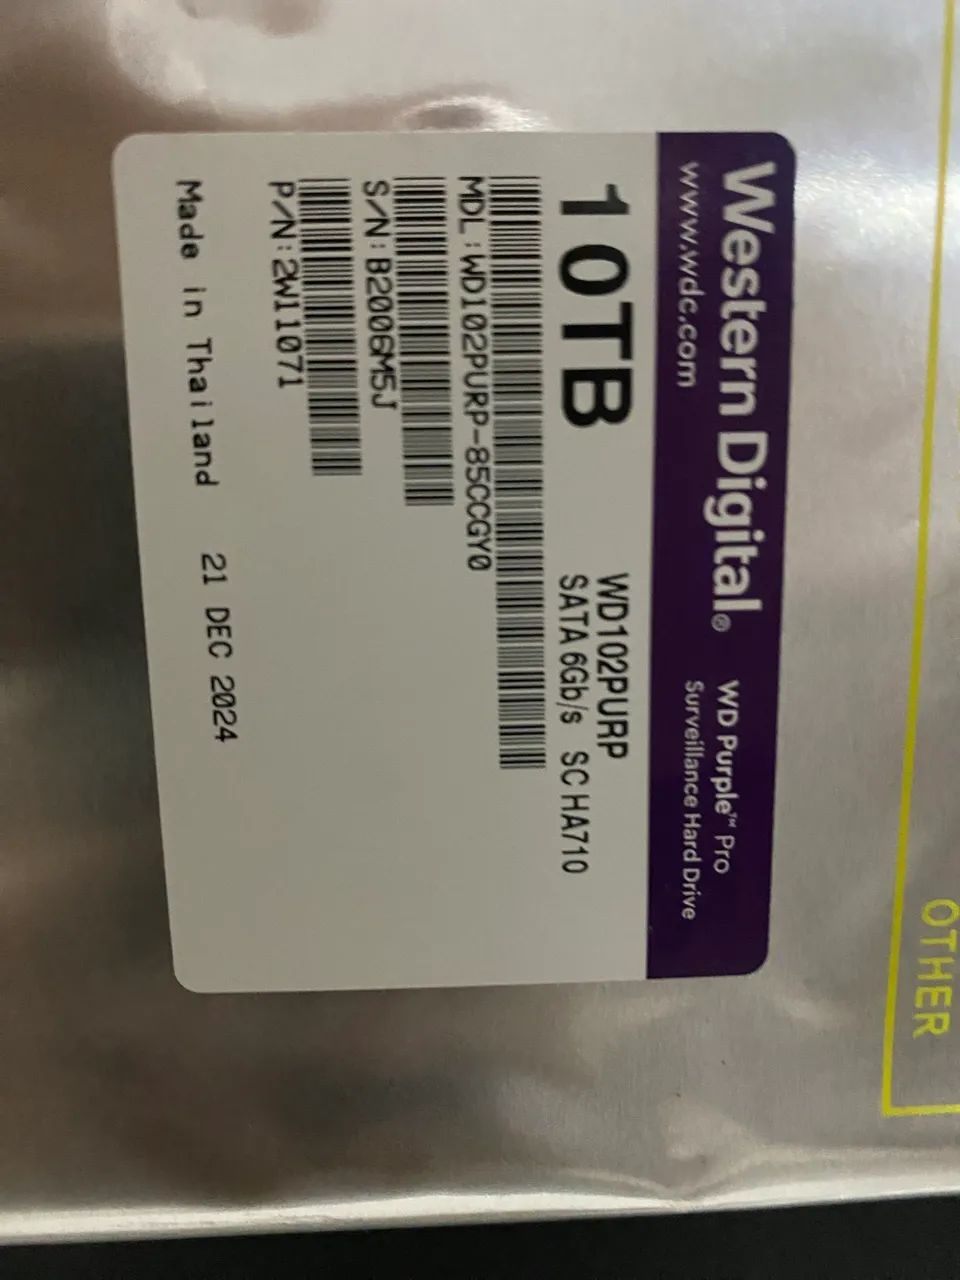 Western Digital®
www.wdc.com
WD Purple™ Pro
Surveillance Hard Drive
10TB
WD102PURP
SATA 6Gb/s SC HA710
MDL:WD102PURP-85CCGY0
S/N:B2006M5J
P/N:2W11071
Made in Thailand 21 DEC 2024
OTHER